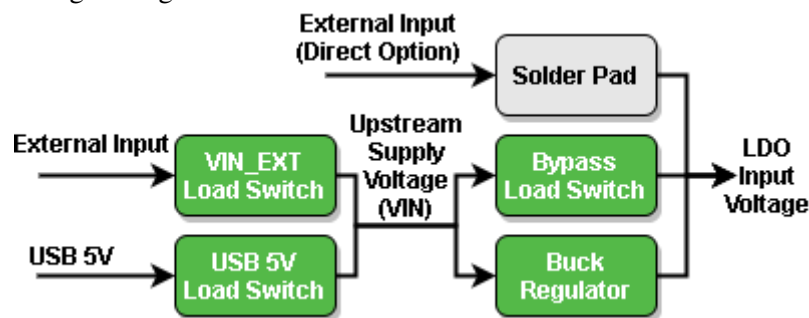 External Input
(Direct Option)
Solder Pad
External Input
VIN_EXT
Load Switch
Upstream
Supply
Voltage
(VIN)
Bypass
Load Switch
LDO
Input
Voltage
USB 5V
USB 5V
Load Switch
Buck
Regulator